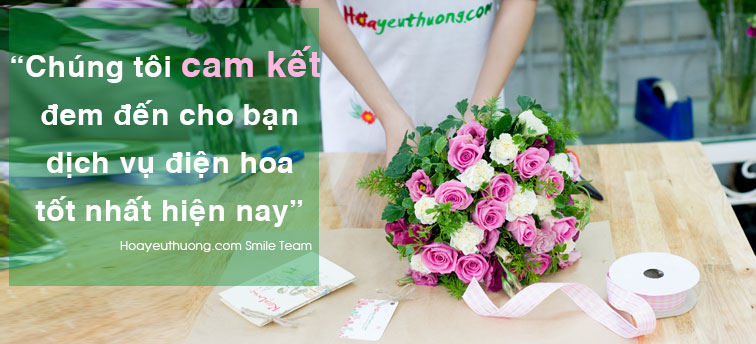 Hoayeuthuong.com
“Chúng tôi cam kết
đem đến cho bạn
dịch vụ điện hoa
tốt nhất hiện nay”
Hoayeuthuong.com Smile Team